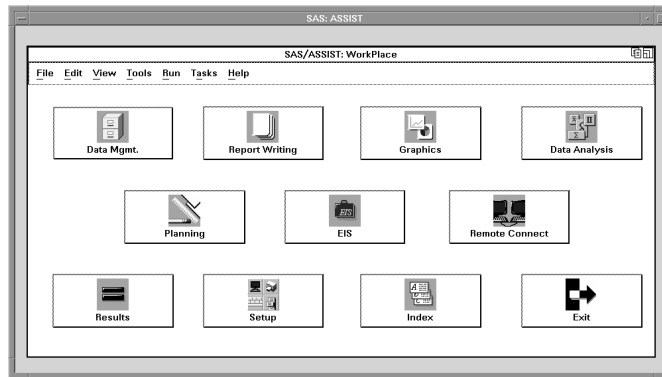 SAS: ASSIST
SAS/ASSIST: WorkPlace
File Edit View Tools Run Tasks Help
Data Mgmt. Report Writing Graphics Data Analysis
EIS
Planning EIS Remote Connect
Results Setup Index Exit